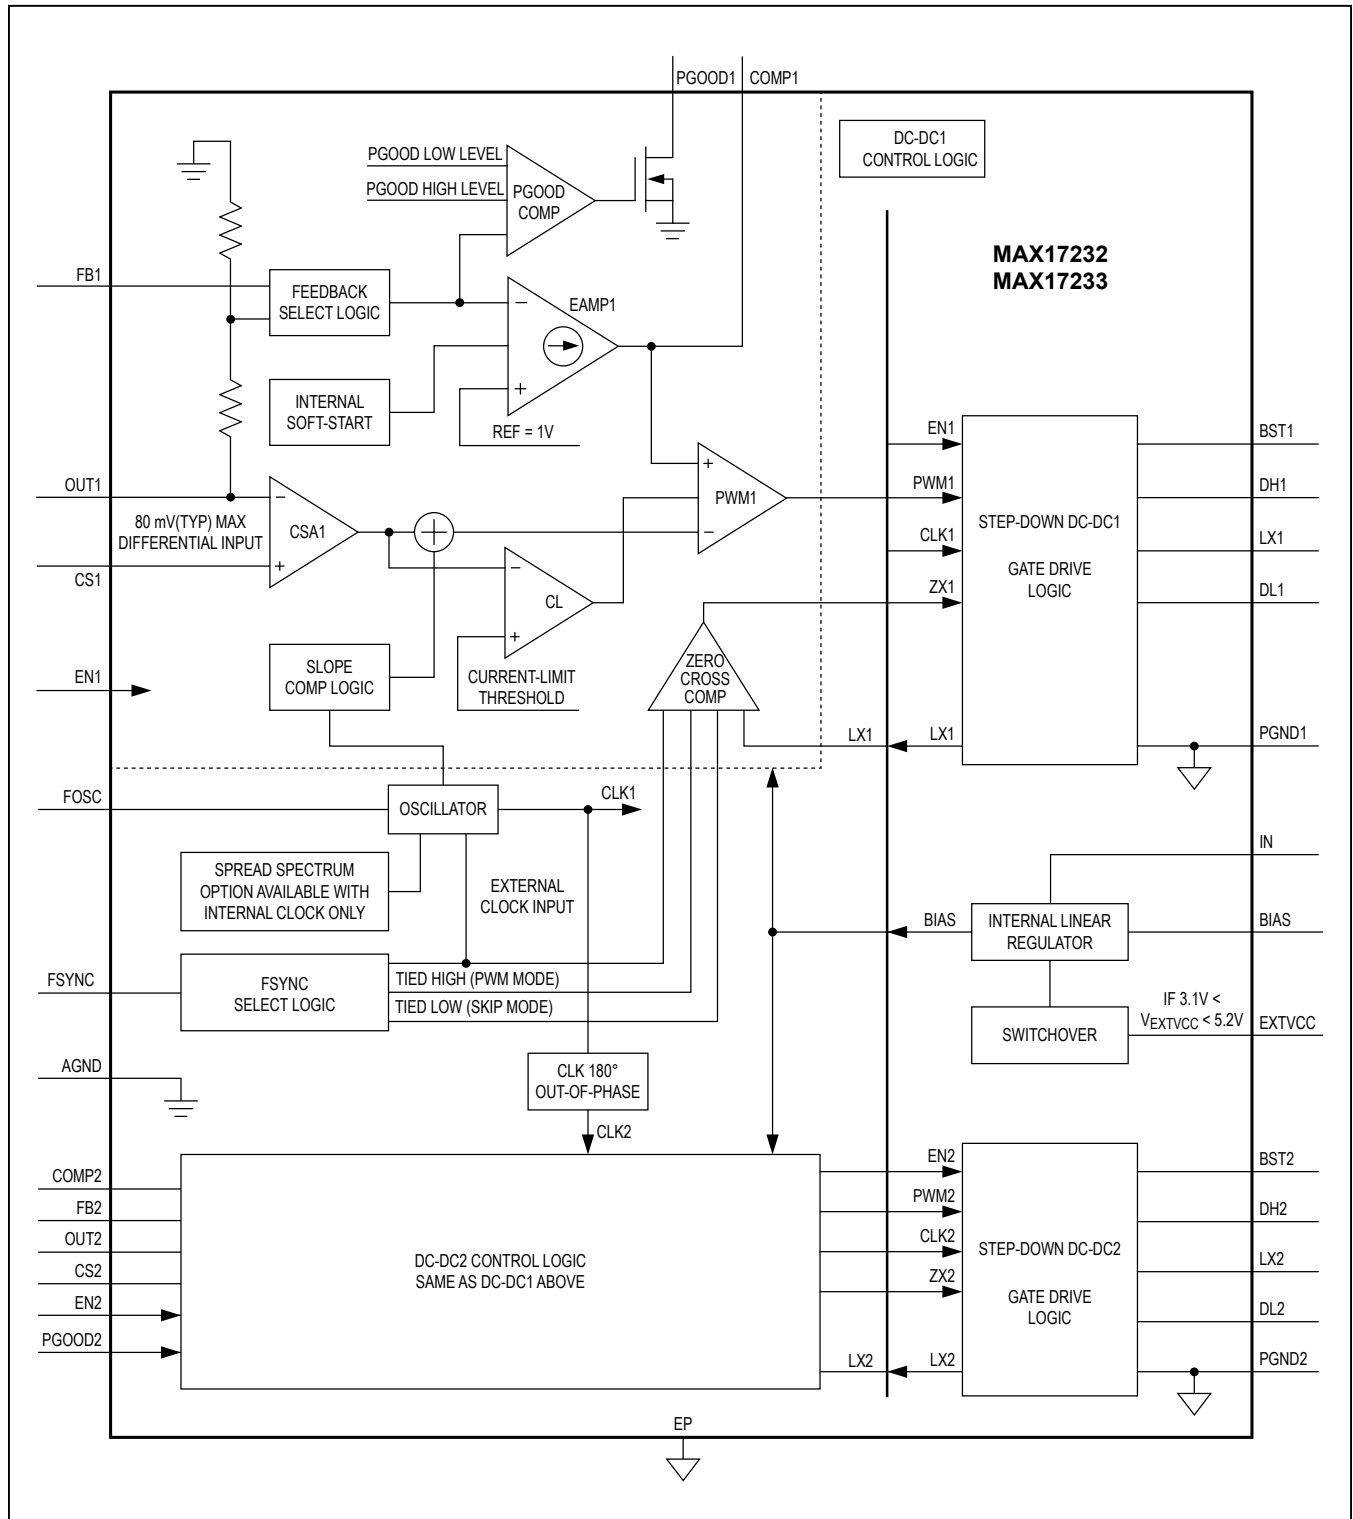 PGOOD1 COMP1
DC-DC1
CONTROL LOGIC
PGOOD LOW LEVEL
PGOOD HIGH LEVEL
PGOOD
COMP
MAX17232
MAX17233
FB1
FEEDBACK
SELECT LOGIC
EAMP1
−
+
INTERNAL
SOFT-START
REF = 1V
OUT1
80 mV(TYP) MAX
DIFFERENTIAL INPUT
CS1
−
CSA1
+
+
PWM1
−
−
CL
+
CURRENT-LIMIT
THRESHOLD
SLOPE
COMP LOGIC
EN1
ZERO
CROSS
COMP
EN1
PWM1
CLK1
ZX1
LX1 LX1
STEP-DOWN DC-DC1
GATE DRIVE
LOGIC
BST1
DH1
LX1
DL1
PGND1
FOSC
OSCILLATOR
CLK1
SPREAD SPECTRUM
OPTION AVAILABLE WITH
INTERNAL CLOCK ONLY
EXTERNAL
CLOCK INPUT
FSYNC
FSYNC
SELECT LOGIC
TIED HIGH (PWM MODE)
TIED LOW (SKIP MODE)
IN
BIAS
INTERNAL LINEAR
REGULATOR
BIAS
SWITCHOVER
IF 3.1V <
VEXTVCC < 5.2V
EXTVCC
AGND
CLK 180°
OUT-OF-PHASE
CLK2
COMP2
FB2
OUT2
CS2
EN2
PGOOD2
DC-DC2 CONTROL LOGIC
SAME AS DC-DC1 ABOVE
EN2
PWM2
CLK2
ZX2
LX2 LX2
STEP-DOWN DC-DC2
GATE DRIVE
LOGIC
BST2
DH2
LX2
DL2
PGND2
EP